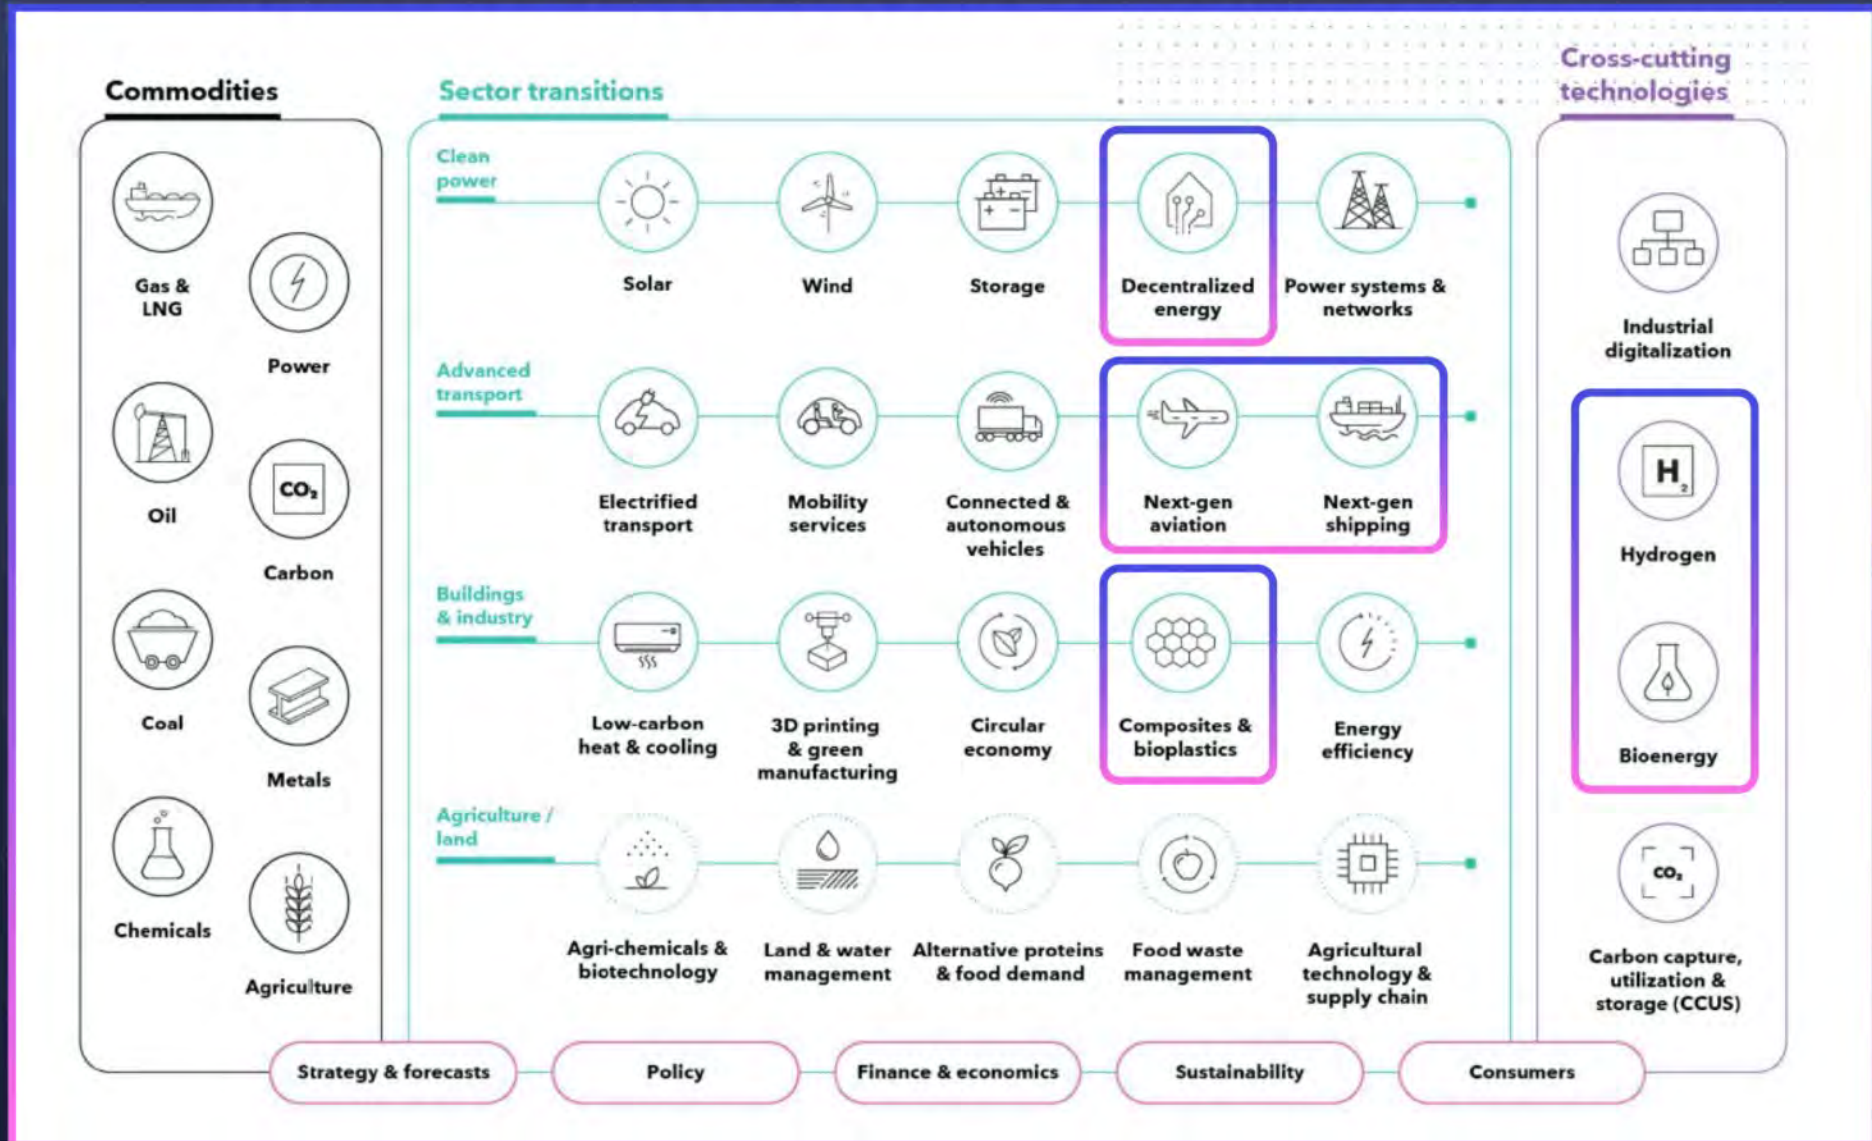 Commodities
Gas &
LNG
Power
Oil
CO₂
Carbon
Coal
Metals
Chemicals
Agriculture
Sector transitions
Clean
power
Solar
Wind
Storage
Decentralized
energy
Power systems &
networks
Advanced
transport
Electrified
transport
Mobility
services
Connected &
autonomous
vehicles
Next-gen
aviation
Next-gen
shipping
Buildings
& industry
Low-carbon
heat & cooling
3D printing
& green
manufacturing
Circular
economy
Composites &
bioplastics
Energy
efficiency
Agriculture /
land
Agri-chemicals &
biotechnology
Land & water
management
Alternative proteins
& food demand
Food waste
management
Agricultural
technology &
supply chain
Cross-cutting
technologies
Industrial
digitalization
H₂
Hydrogen
Bioenergy
CO₂
Carbon capture,
utilization &
storage (CCUS)
Strategy & forecasts
Policy
Finance & economics
Sustainability
Consumers